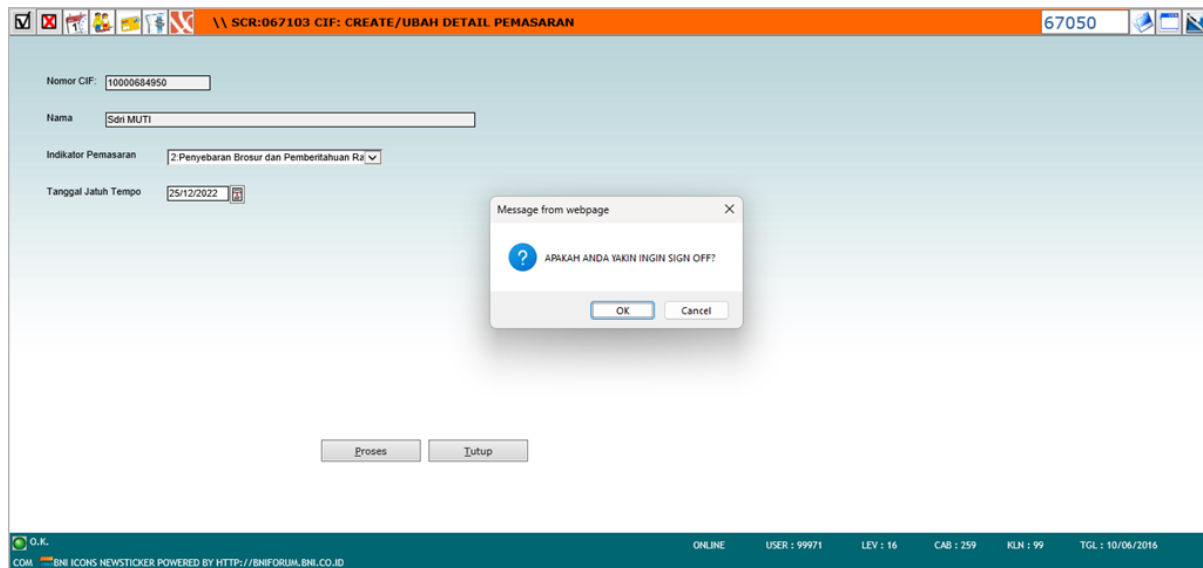 \\ SCR:067103 CIF: CREATE/UBAH DETAIL PEMASARAN
67050
Nomor CIF: 10000684950
Nama Sdri MUTI
Indikator Pemasaran 2:Penyebaran Brosur dan Pemberitahuan Ra
Tanggal Jatuh Tempo 25/12/2022
Message from webpage
APAKAH ANDA YAKIN INGIN SIGN OFF?
OK Cancel
Proses Tutup
O.K. ONLINE USER : 99971 LEV : 16 CAB : 259 KLN : 99 TGL : 10/06/2016
COM BNI ICONS NEWSTICKER POWERED BY HTTP://BNIFORUM.BNI.CO.ID